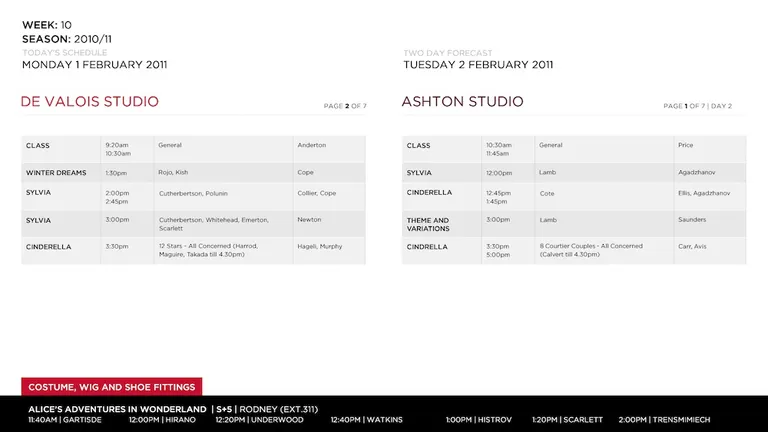 WEEK: 10
SEASON: 2010/11
TODAY'S SCHEDULE
MONDAY 1 FEBRUARY 2011
TWO DAY FORECAST
TUESDAY 2 FEBRUARY 2011
DE VALOIS STUDIO
PAGE 2 OF 7
ASHTON STUDIO
PAGE 1 OF 7 | DAY 2
CLASS 9:20am General Anderton
10:30am
WINTER DREAMS 1:30pm Rojo, Kish Cope
SYLVIA 2:00pm Cuthbertson, Polunin Collier, Cope
2:45pm
SYLVIA 3:00pm Cuthbertson, Whitehead, Emerton, Newton
Scarlett
CINDERELLA 3:30pm 12 Stars - All Concerned (Harrod, Hageli, Murphy
Maguire, Takada till 4.30pm)
CLASS 10:30am General Price
11:45am
SYLVIA 12:00pm Lamb Agadzhanov
CINDERELLA 12:45pm Cote Ellis, Agadzhanov
1:45pm
THEME AND 3:00pm Lamb Saunders
VARIATIONS
CINDRELLA 3:30pm 8 Courtier Couples - All Concerned Carr, Avis
5:00pm (Calvert till 4.30pm)
COSTUME, WIG AND SHOE FITTINGS
ALICE'S ADVENTURES IN WONDERLAND | S+5 | RODNEY (EXT.311)
11:40AM | GARTISDE 12:00PM | HIRANO 12:20PM | UNDERWOOD 12:40PM | WATKINS 1:00PM | HISTROV 1:20PM | SCARLETT 2:00PM | TRENSMIMIECH